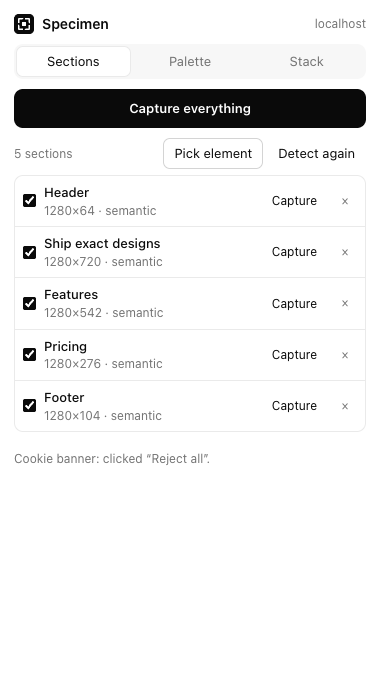 Specimen
localhost
Sections
Palette
Stack
Capture everything
5 sections
Pick element
Detect again
Header
1280×64 · semantic
Capture
×
Ship exact designs
1280×720 · semantic
Capture
×
Features
1280×542 · semantic
Capture
×
Pricing
1280×276 · semantic
Capture
×
Footer
1280×104 · semantic
Capture
×
Cookie banner: clicked “Reject all”.